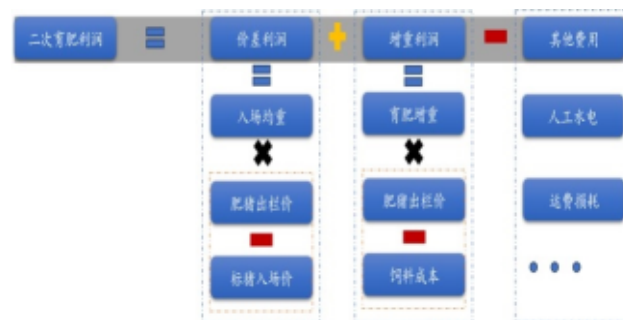 二次育肥利润 价差利润 增重利润 其他费用
入场均重 育肥增重 人工水电
肥猪出栏价 肥猪出栏价 运费损耗
标猪入场价 饲料成本